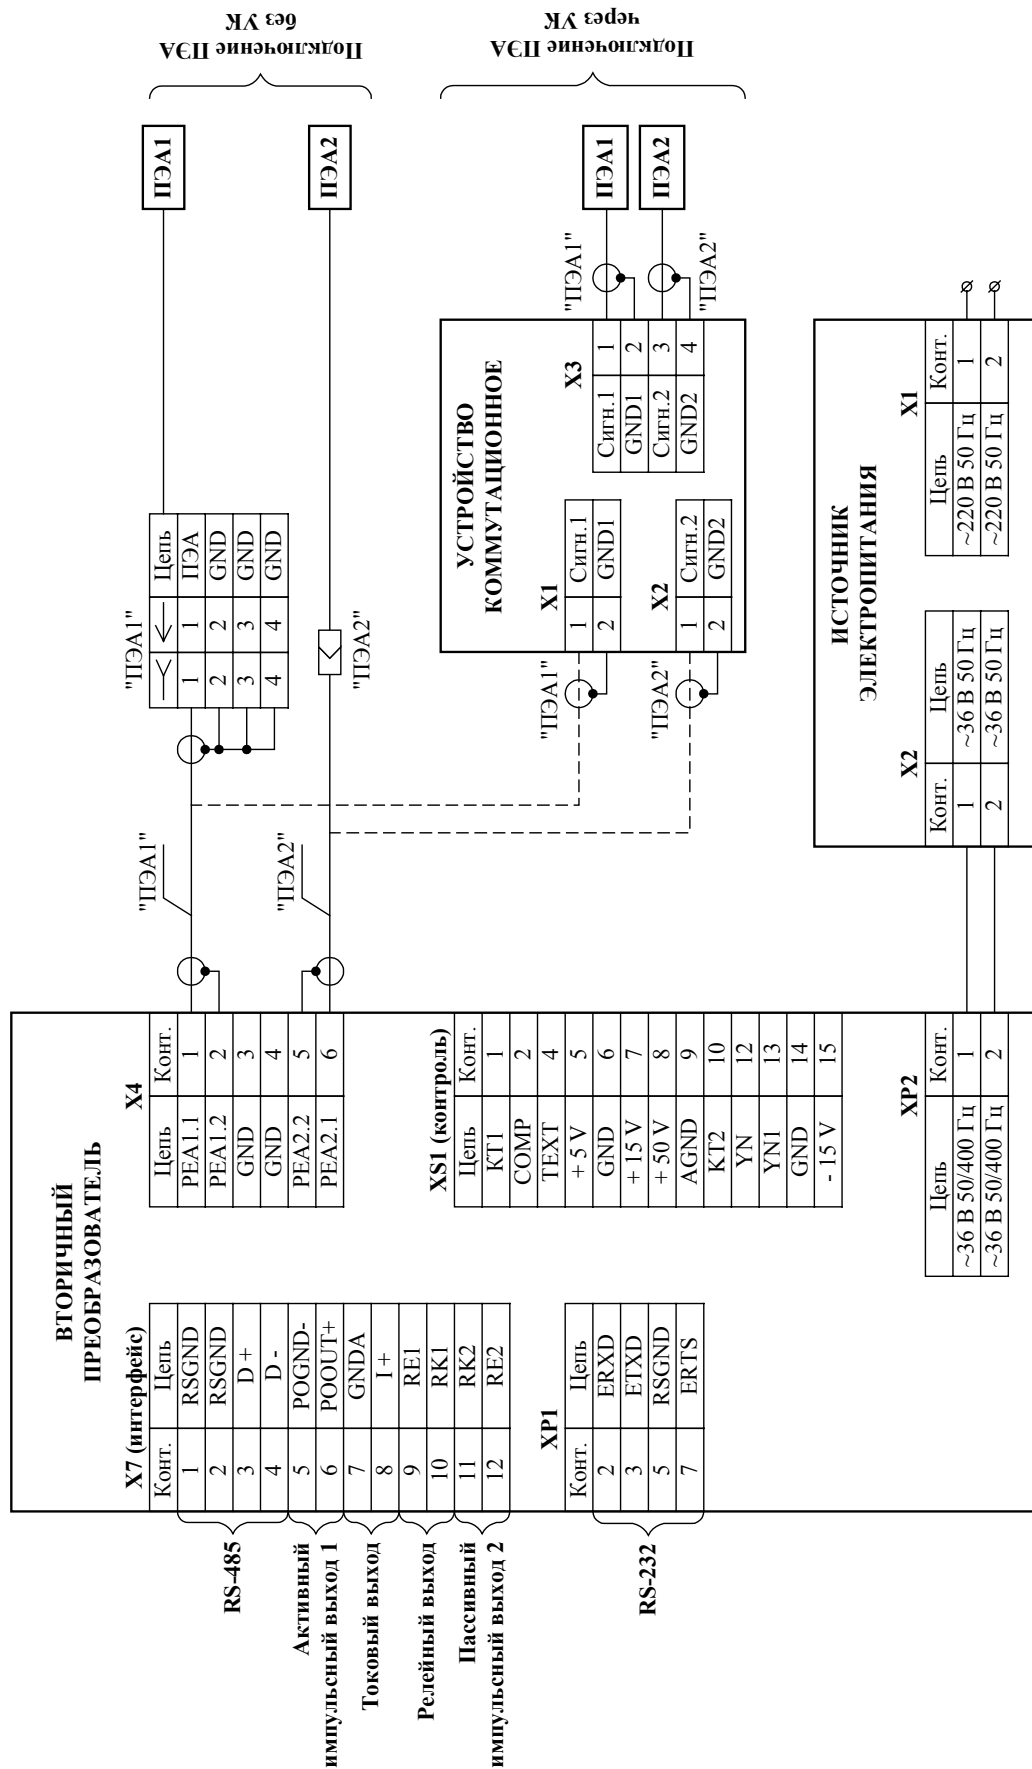 ВТОРИЧНЫЙ
ПРЕОБРАЗОВАТЕЛЬ
X7 (интерфейс)
Конт. Цепь
1 RSGND
2 RSGND
3 D +
4 D -
5 POGND-
6 POOUT+
7 GNDA
8 I +
9 RE1
10 RK1
11 RK2
12 RE2
RS-485
Активный
импульсный выход 1
Токовый выход
Релейный выход
Пассивный
импульсный выход 2
XP1
Конт. Цепь
2 ERXD
3 ETXD
5 RSGND
7 ERTS
RS-232
X4
Цепь Конт.
PEA1.1 1
PEA1.2 2
GND 3
GND 4
PEA2.2 5
PEA2.1 6
XS1 (контроль)
Цепь Конт.
KT1 1
COMP 2
TEXT 4
+ 5 V 5
GND 6
+ 15 V 7
+ 50 V 8
AGND 9
KT2 10
YN 12
YN1 13
GND 14
- 15 V 15
XP2
Цепь Конт.
~36 В 50/400 Гц 1
~36 В 50/400 Гц 2
"ПЭА1"
"ПЭА2"
"ПЭА1"
Цепь
1 1 ПЭА
2 2 GND
3 3 GND
4 4 GND
"ПЭА2"
ПЭА1
ПЭА2
Подключение ПЭА
без УК
УСТРОЙСТВО
КОММУТАЦИОННОЕ
"ПЭА1"
X1
1 Сигн.1
2 GND1
"ПЭА2"
X2
1 Сигн.2
2 GND2
X3
Сигн.1 1
GND1 2
Сигн.2 3
GND2 4
"ПЭА1"
"ПЭА2"
ПЭА1
ПЭА2
Подключение ПЭА
через УК
ИСТОЧНИК
ЭЛЕКТРОПИТАНИЯ
X2
Конт. Цепь
1 ~36 В 50 Гц
2 ~36 В 50 Гц
X1
Цепь Конт.
~220 В 50 Гц 1
~220 В 50 Гц 2